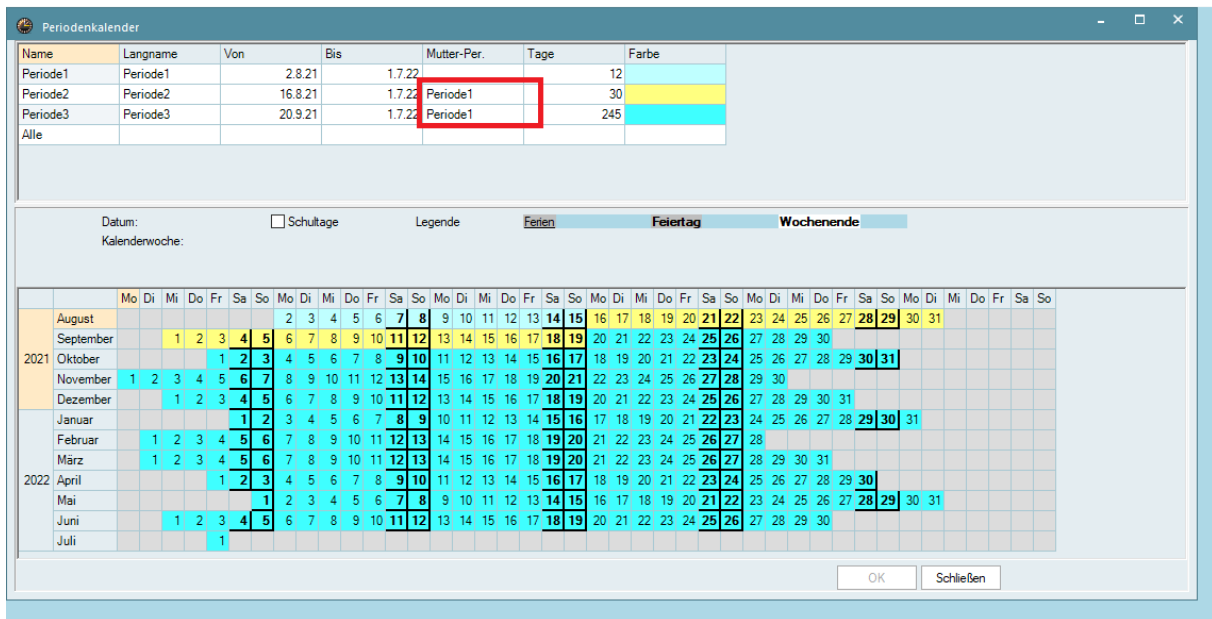 Periodenkalender
Name Langname Von Bis Mutter-Per. Tage Farbe
Periode1 Periode1 2.8.21 1.7.22 12
Periode2 Periode2 16.8.21 1.7.22 Periode1 30
Periode3 Periode3 20.9.21 1.7.22 Periode1 245
Alle
Datum: Schultage Legende Ferien Feiertag Wochenende
Kalenderwoche:
Mo Di Mi Do Fr Sa So Mo Di Mi Do Fr Sa So Mo Di Mi Do Fr Sa So Mo Di Mi Do Fr Sa So Mo Di Mi Do Fr Sa So Mo Di Mi Do Fr Sa So
August 2 3 4 5 6 7 8 9 10 11 12 13 14 15 16 17 18 19 20 21 22 23 24 25 26 27 28 29 30 31
September 1 2 3 4 5 6 7 8 9 10 11 12 13 14 15 16 17 18 19 20 21 22 23 24 25 26 27 28 29 30
2021 Oktober 1 2 3 4 5 6 7 8 9 10 11 12 13 14 15 16 17 18 19 20 21 22 23 24 25 26 27 28 29 30 31
November 1 2 3 4 5 6 7 8 9 10 11 12 13 14 15 16 17 18 19 20 21 22 23 24 25 26 27 28 29 30
Dezember 1 2 3 4 5 6 7 8 9 10 11 12 13 14 15 16 17 18 19 20 21 22 23 24 25 26 27 28 29 30 31
Januar 1 2 3 4 5 6 7 8 9 10 11 12 13 14 15 16 17 18 19 20 21 22 23 24 25 26 27 28 29 30 31
Februar 1 2 3 4 5 6 7 8 9 10 11 12 13 14 15 16 17 18 19 20 21 22 23 24 25 26 27 28
März 1 2 3 4 5 6 7 8 9 10 11 12 13 14 15 16 17 18 19 20 21 22 23 24 25 26 27 28 29 30 31
2022 April 1 2 3 4 5 6 7 8 9 10 11 12 13 14 15 16 17 18 19 20 21 22 23 24 25 26 27 28 29 30
Mai 1 2 3 4 5 6 7 8 9 10 11 12 13 14 15 16 17 18 19 20 21 22 23 24 25 26 27 28 29 30 31
Juni 1 2 3 4 5 6 7 8 9 10 11 12 13 14 15 16 17 18 19 20 21 22 23 24 25 26 27 28 29 30
Juli 1
OK Schließen